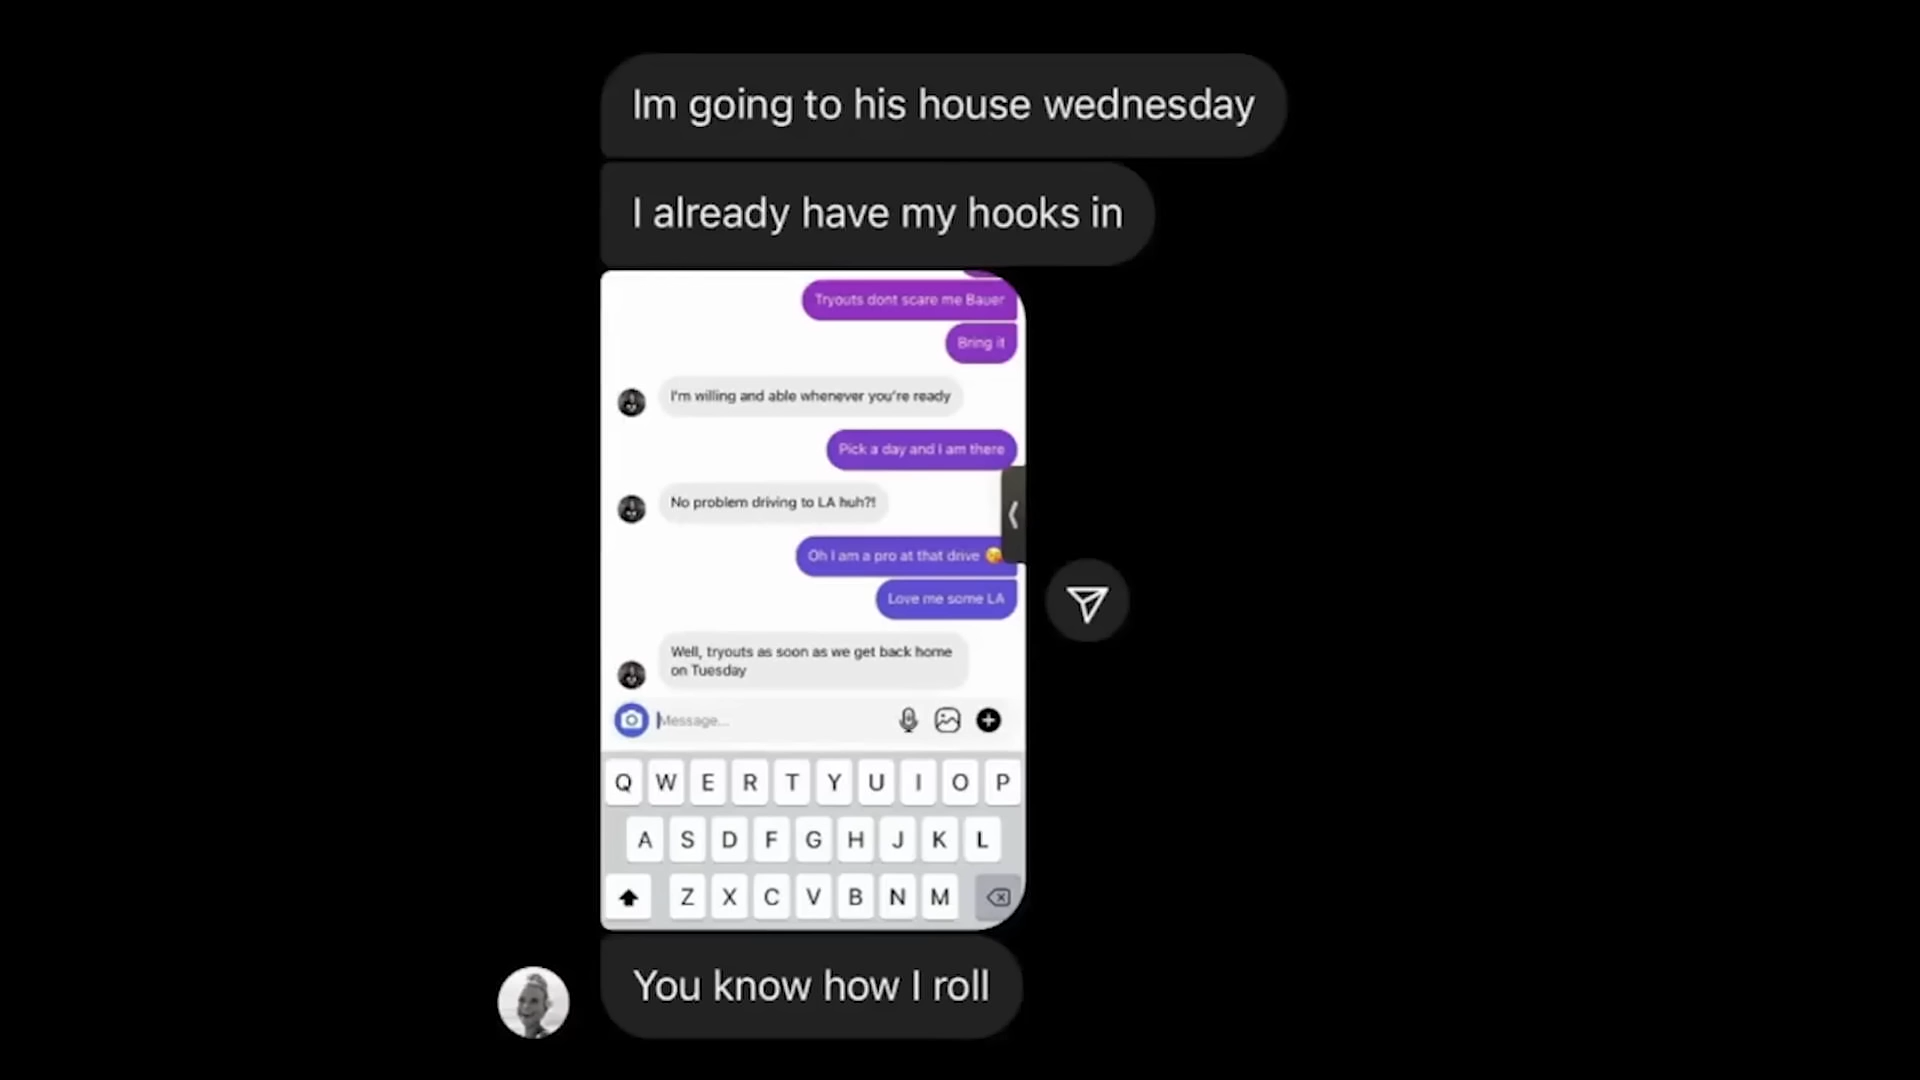 Im going to his house wednesday
I already have my hooks in
Tryouts dont scare me Bauer
Bring it
I'm willing and able whenever you're ready
Pick a day and I am there
No problem driving to LA huh?!
Oh I am a pro at that drive 😘
Love me some LA
Well, tryouts as soon as we get back home
on Tuesday
Message...
Q W E R T Y U I O P
A S D F G H J K L
Z X C V B N M
You know how I roll